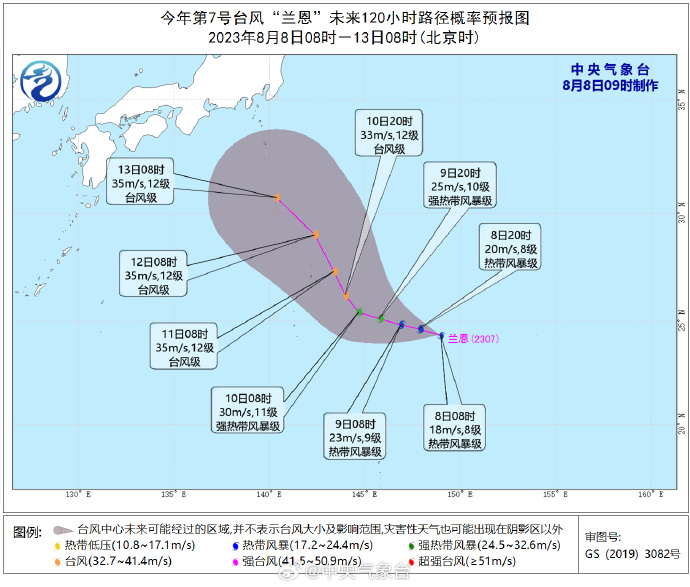 今年第7号台风“兰恩”未来120小时路径概率预报图
2023年8月8日08时—13日08时(北京时)
中央气象台
8月8日09时制作
10日20时
33m/s,12级
台风级
13日08时
35m/s,12级
台风级
9日20时
25m/s,10级
强热带风暴级
8日20时
20m/s,8级
热带风暴级
12日08时
35m/s,12级
台风级
11日08时
35m/s,12级
台风级
兰恩(2307)
10日08时
30m/s,11级
强热带风暴级
9日08时
23m/s,9级
热带风暴级
8日08时
18m/s,8级
热带风暴级
35°N
30°N
25°N
20°N
130°E
135°E
140°E
145°E
150°E
155°E
160°E
图例:
台风中心未来可能经过的区域,并不表示台风大小及影响范围,灾害性天气也可能出现在阴影区以外
热带低压(10.8~17.1m/s) 热带风暴(17.2~24.4m/s) 强热带风暴(24.5~32.6m/s)
台风(32.7~41.4m/s) 强台风(41.5~50.9m/s) 超强台风(≥51m/s)
审图号:
GS (2019) 3082号
@中央气象台